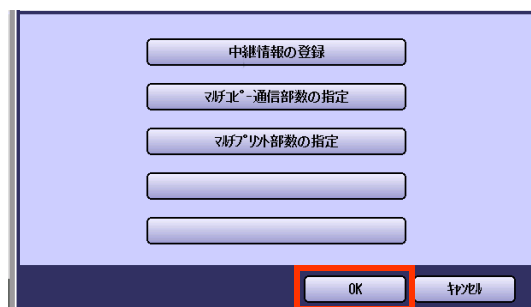 中継情報の登録
ﾏﾙﾁｺﾋﾟｰ通信部数の指定
ﾏﾙﾁﾌﾟﾘﾝﾄ部数の指定
OK
ｷｬﾝｾﾙ